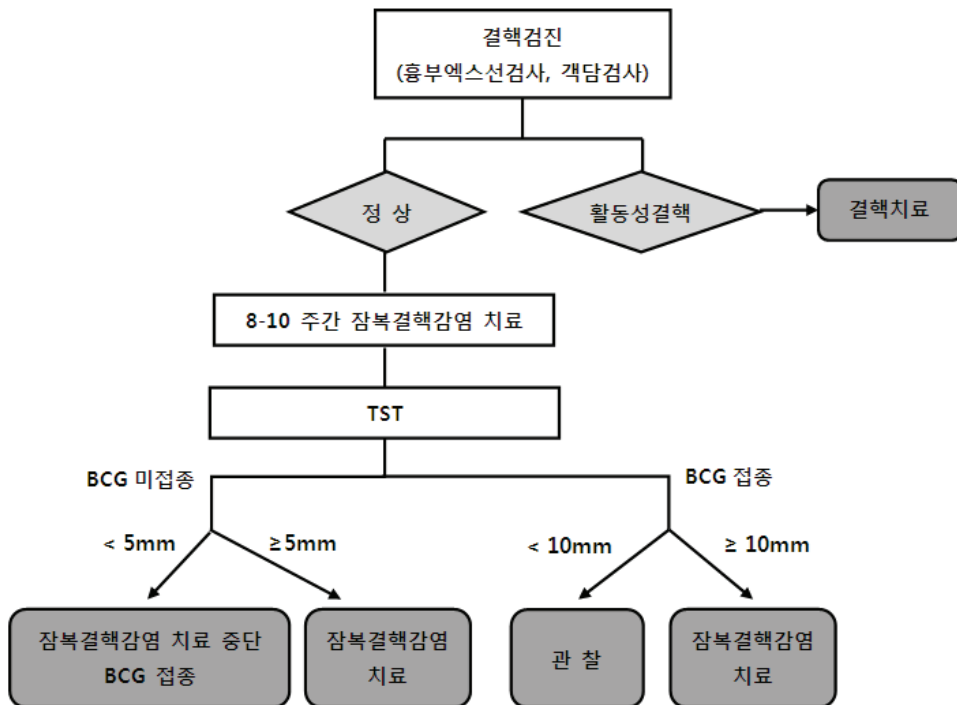 결핵검진
(흉부엑스선검사, 객담검사)
정 상
활동성결핵
결핵치료
8-10 주간 잠복결핵감염 치료
TST
BCG 미접종
BCG 접종
< 5mm
≥5mm
< 10mm
≥ 10mm
잠복결핵감염 치료 중단
BCG 접종
잠복결핵감염
치료
관 찰
잠복결핵감염
치료